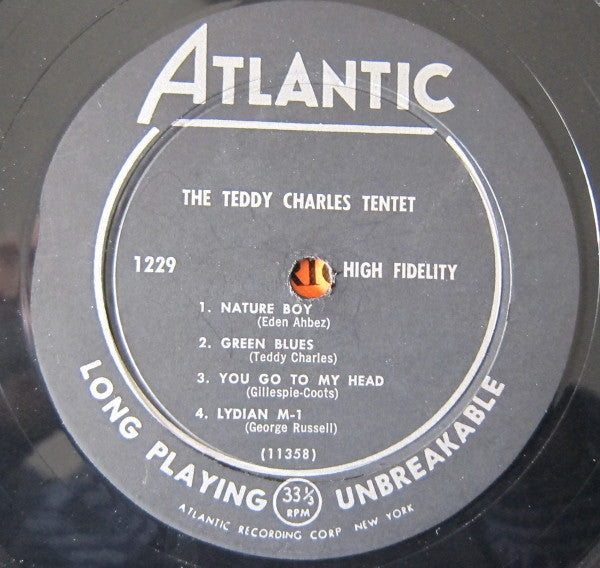 ATLANTIC
THE TEDDY CHARLES TENTET
1229
HIGH FIDELITY
1. NATURE BOY
(Eden Ahbez)
2. GREEN BLUES
(Teddy Charles)
3. YOU GO TO MY HEAD
(Gillespie-Coots)
4. LYDIAN M-1
(George Russell)
(11358)
LONG PLAYING 33⅓ RPM UNBREAKABLE
ATLANTIC RECORDING CORP NEW YORK